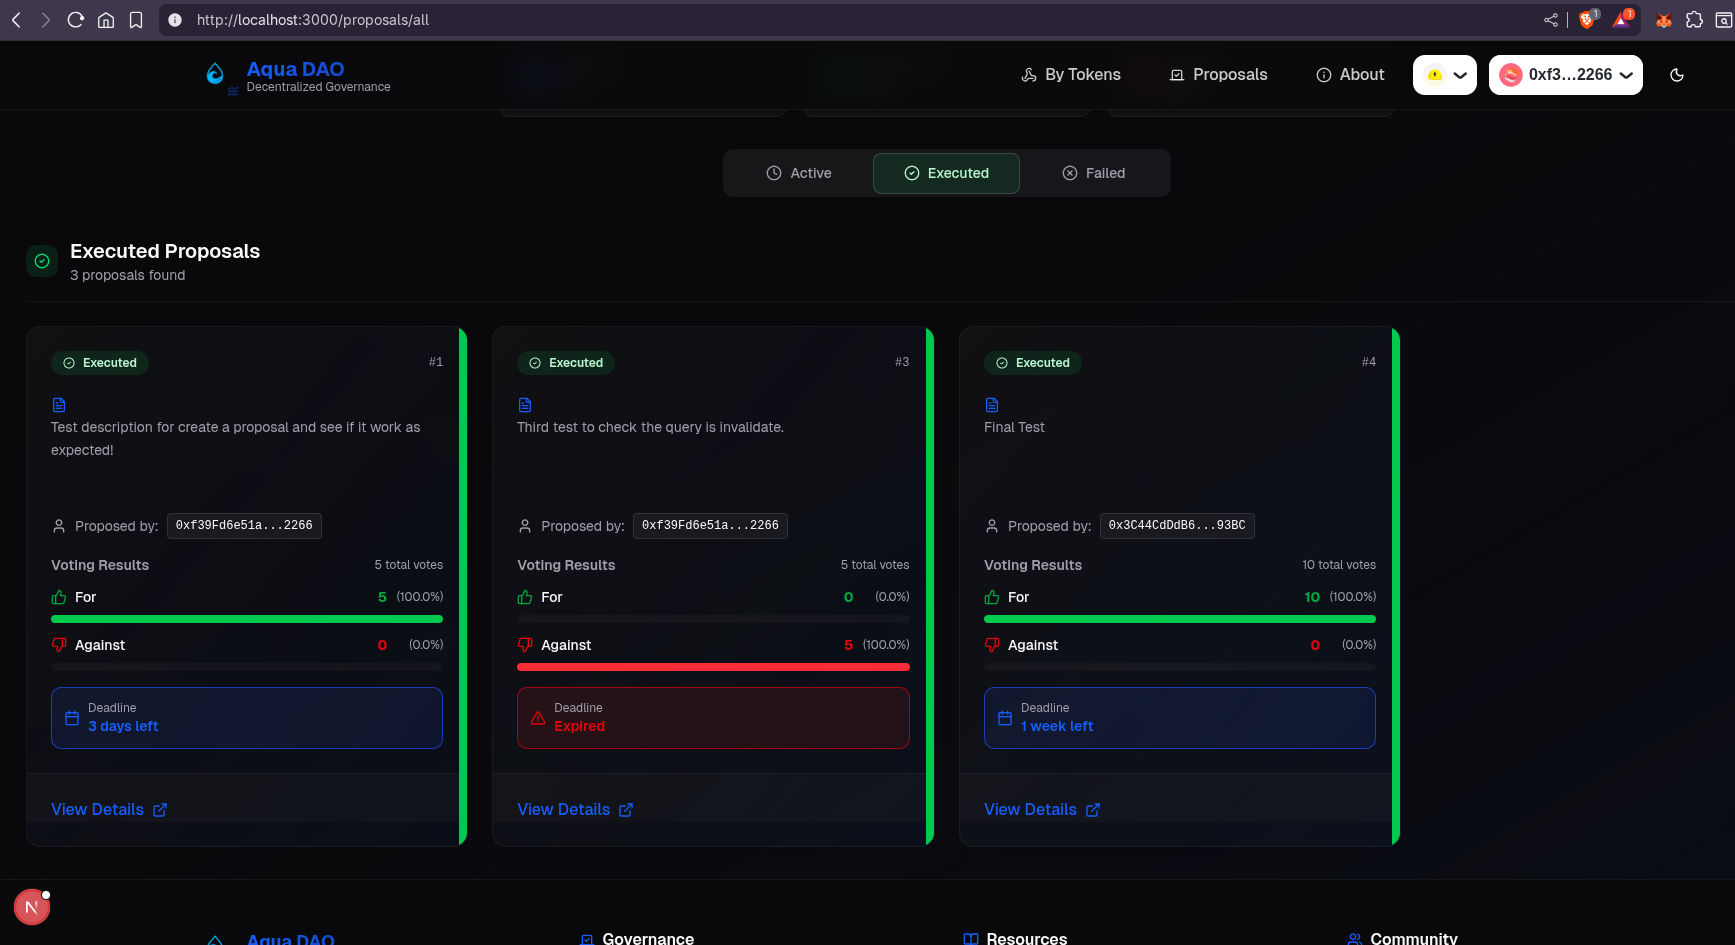 http://localhost:3000/proposals/all
1
1
Aqua DAO
Decentralized Governance
By Tokens
Proposals
About
0xf3...2266
Active
Executed
Failed
Executed Proposals
3 proposals found
Executed
#1
Test description for create a proposal and see if it work as
expected!
Proposed by: 0xf39Fd6e51a...2266
Voting Results 5 total votes
For 5 (100.0%)
Against 0 (0.0%)
Deadline
3 days left
View Details
Executed
#3
Third test to check the query is invalidate.
Proposed by: 0xf39Fd6e51a...2266
Voting Results 5 total votes
For 0 (0.0%)
Against 5 (100.0%)
Deadline
Expired
View Details
Executed
#4
Final Test
Proposed by: 0x3C44CdDdB6...93BC
Voting Results 10 total votes
For 10 (100.0%)
Against 0 (0.0%)
Deadline
1 week left
View Details
N
Aqua DAO
Governance
Resources
Community